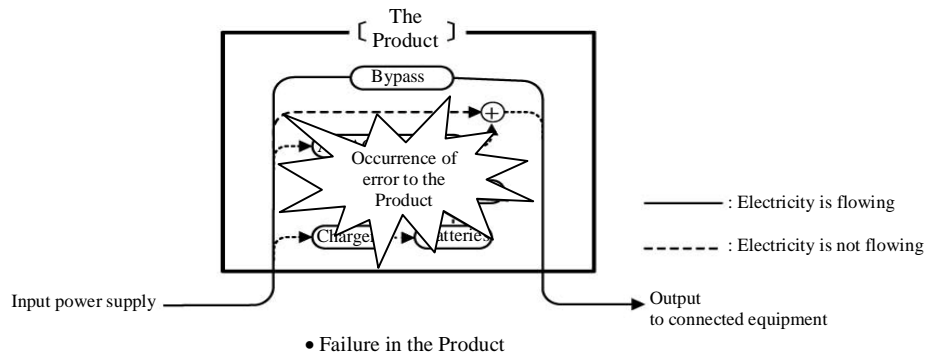 The
Product
Bypass
Occurrence of
error to the
Product
Charge
atteries
: Electricity is flowing
: Electricity is not flowing
Input power supply
Output
to connected equipment
• Failure in the Product